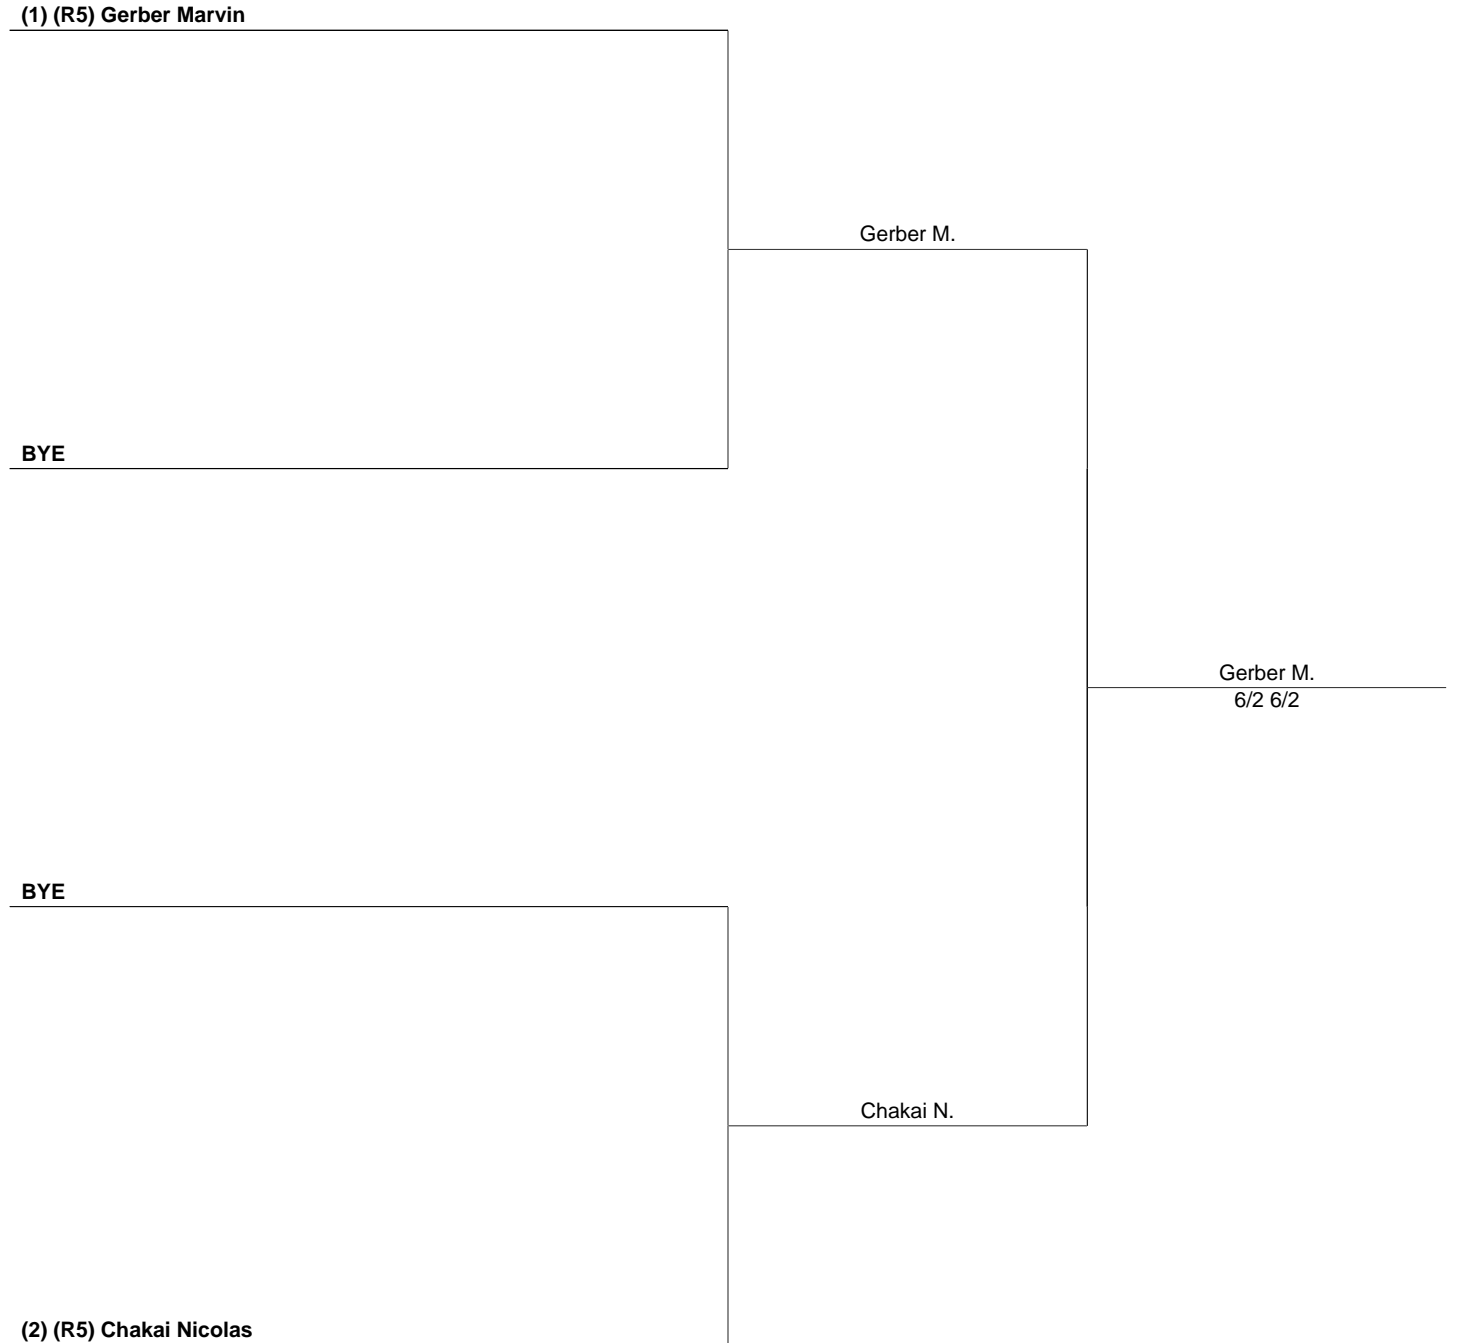 (1) (R5) Gerber Marvin
Gerber M.
BYE
Gerber M.
6/2 6/2
BYE
Chakai N.
(2) (R5) Chakai Nicolas